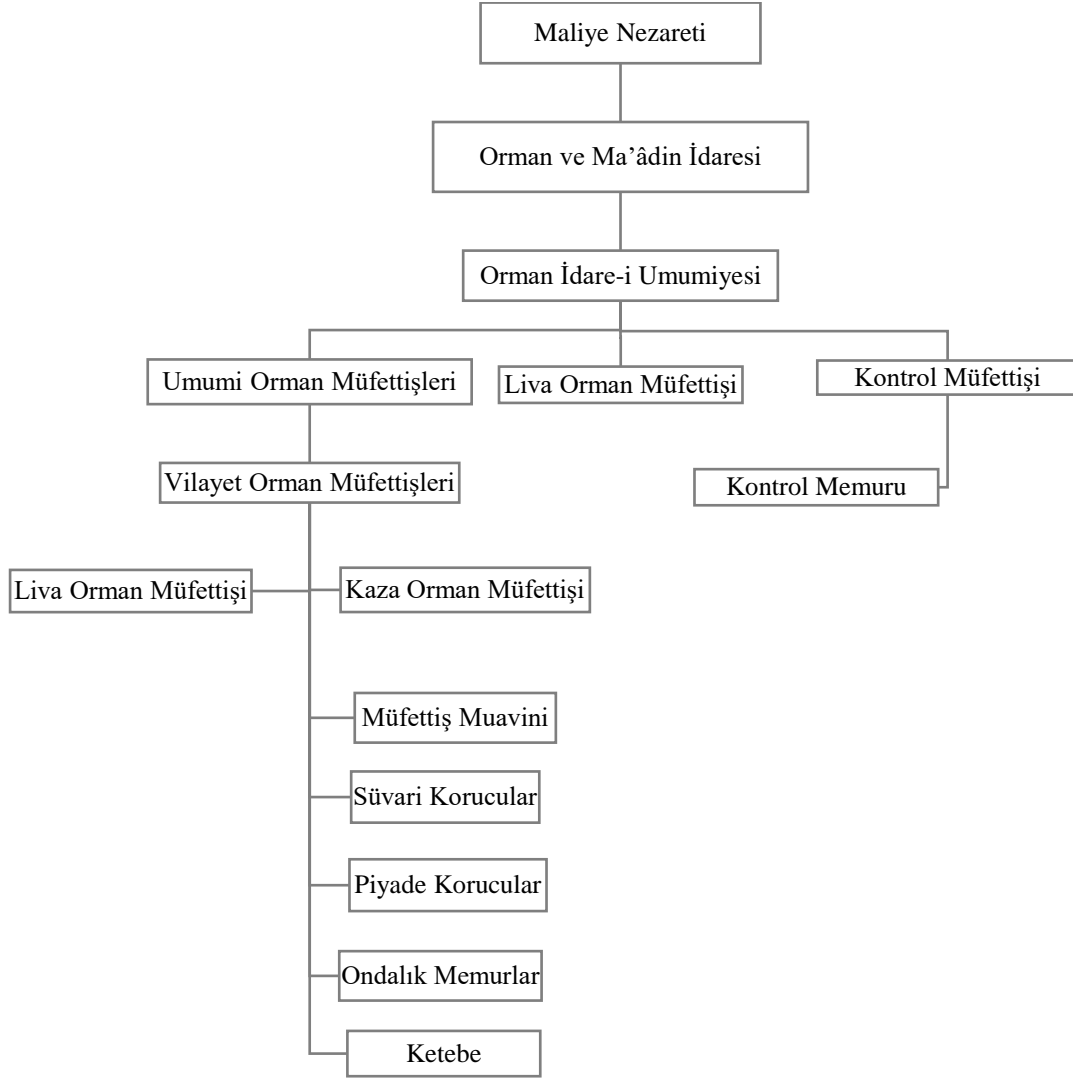 Maliye Nezareti
Orman ve Ma’âdin İdaresi
Orman İdare-i Umumiyesi
Umumi Orman Müfettişleri
Liva Orman Müfettişi
Kontrol Müfettişi
Vilayet Orman Müfettişleri
Kontrol Memuru
Liva Orman Müfettişi
Kaza Orman Müfettişi
Müfettiş Muavini
Süvari Korucular
Piyade Korucular
Ondalık Memurlar
Ketebe